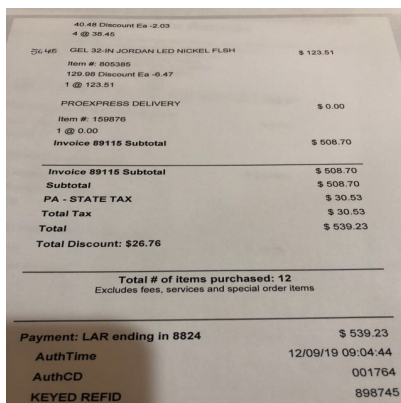 40.48 Discount Ea -2.03
4 @ 38.45
GEL 32-IN JORDAN LED NICKEL FLSH $ 123.51
Item #: 805385
129.98 Discount Ea -6.47
1 @ 123.51
PROEXPRESS DELIVERY $ 0.00
Item #: 159876
1 @ 0.00
Invoice 89115 Subtotal $ 508.70
Invoice 89115 Subtotal $ 508.70
Subtotal $ 508.70
PA - STATE TAX $ 30.53
Total Tax $ 30.53
Total $ 539.23
Total Discount: $26.76
Total # of items purchased: 12
Excludes fees, services and special order items
Payment: LAR ending in 8824 $ 539.23
AuthTime 12/09/19 09:04:44
AuthCD 001764
KEYED REFID 898745